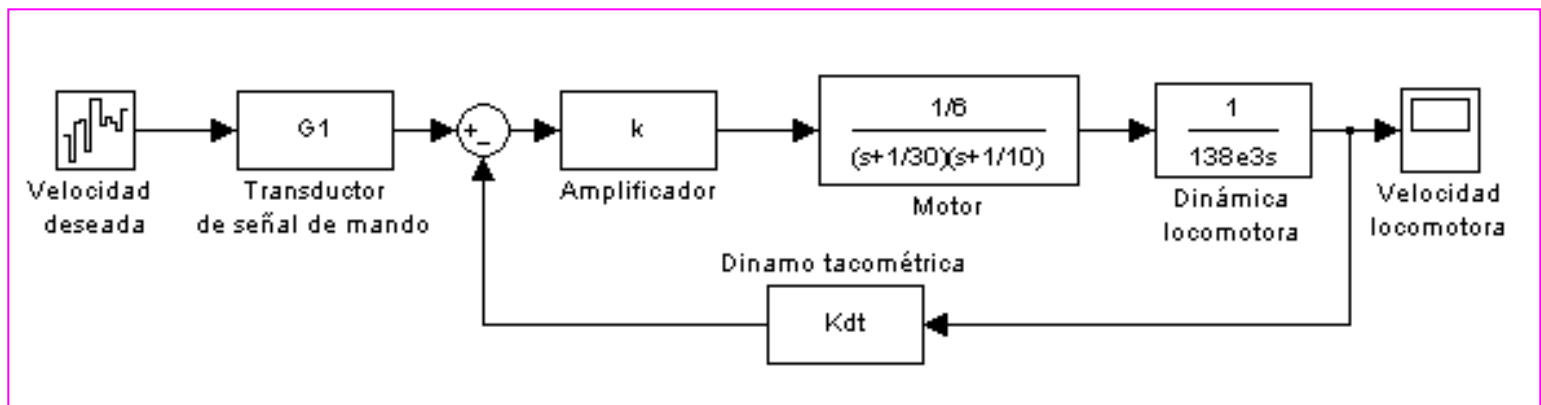 Velocidad
deseada
G1
Transductor
de señal de mando
+
−
k
Amplificador
1/6
(s+1/30)(s+1/10)
Motor
1
138e3s
Dinámica
locomotora
Velocidad
locomotora
Dinamo tacométrica
Kdt